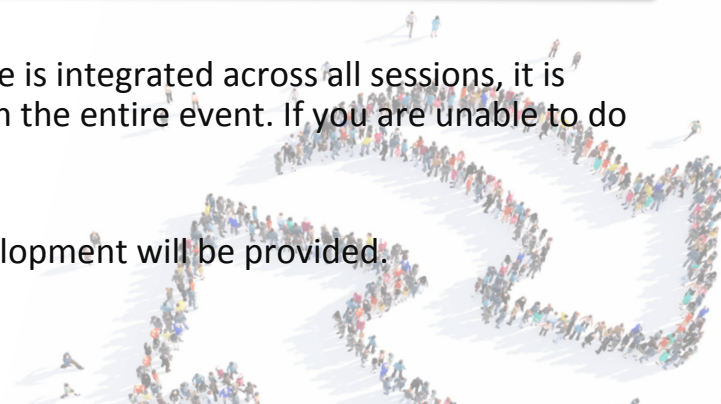 e is integrated across all sessions, it is
n the entire event. If you are unable to do
lopment will be provided.